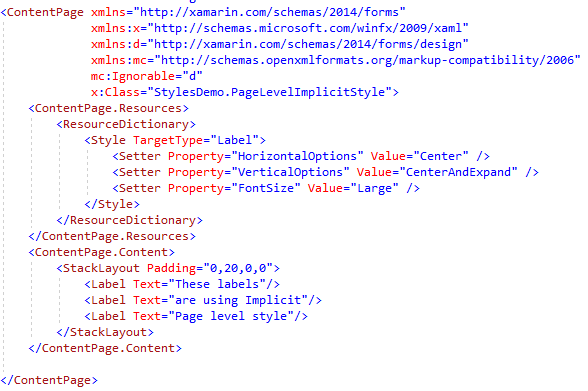 <ContentPage xmlns="http://xamarin.com/schemas/2014/forms"
             xmlns:x="http://schemas.microsoft.com/winfx/2009/xaml"
             xmlns:d="http://xamarin.com/schemas/2014/forms/design"
             xmlns:mc="http://schemas.openxmlformats.org/markup-compatibility/2006"
             mc:Ignorable="d"
             x:Class="StylesDemo.PageLevelImplicitStyle">
    <ContentPage.Resources>
        <ResourceDictionary>
            <Style TargetType="Label">
                <Setter Property="HorizontalOptions" Value="Center" />
                <Setter Property="VerticalOptions" Value="CenterAndExpand" />
                <Setter Property="FontSize" Value="Large" />
            </Style>
        </ResourceDictionary>
    </ContentPage.Resources>
    <ContentPage.Content>
        <StackLayout Padding="0,20,0,0">
            <Label Text="These labels"/>
            <Label Text="are using Implicit"/>
            <Label Text="Page level style"/>
        </StackLayout>
    </ContentPage.Content>

</ContentPage>